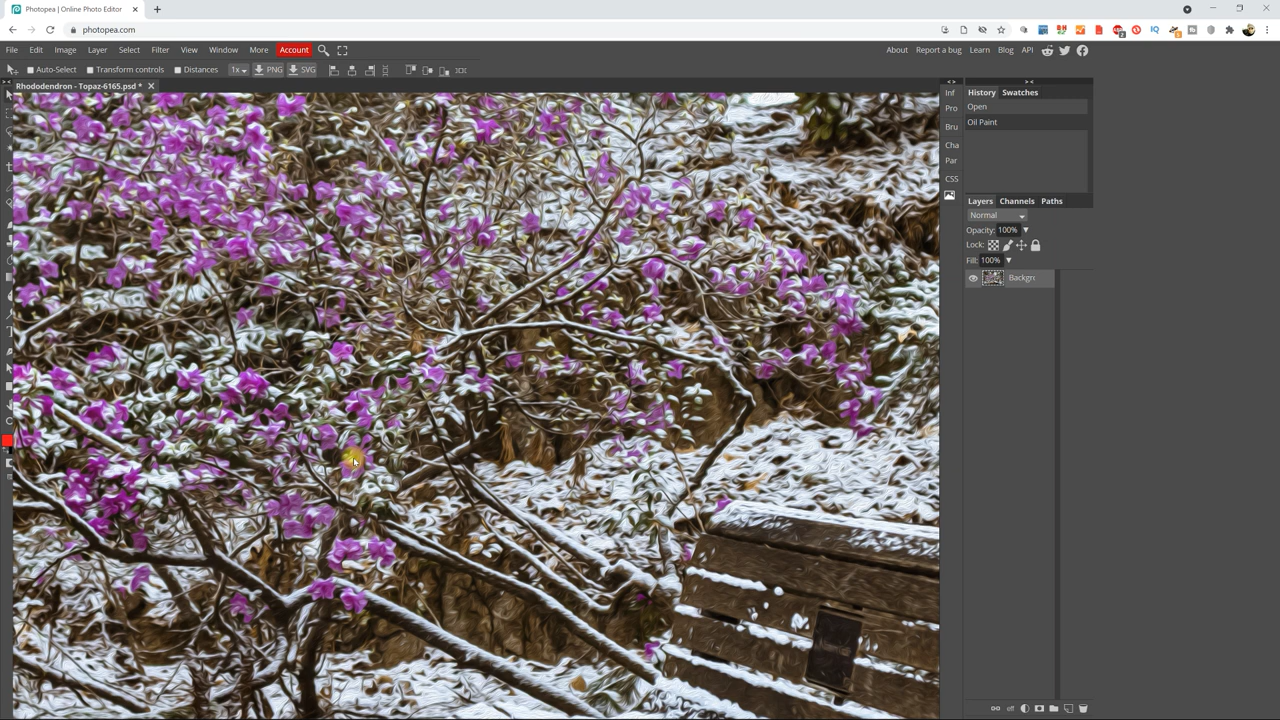 Photopea | Online Photo Editor
photopea.com
File Edit Image Layer Select Filter View Window More Account
About Report a bug Learn Blog API
Auto-Select Transform controls Distances 1x PNG SVG
Rhododendron - Topaz-6165.psd *
Inf
Pro
Bru
Cha
Par
CSS
History Swatches
Open
Oil Paint
Layers Channels Paths
Normal
Opacity: 100%
Lock:
Fill: 100%
Backgr